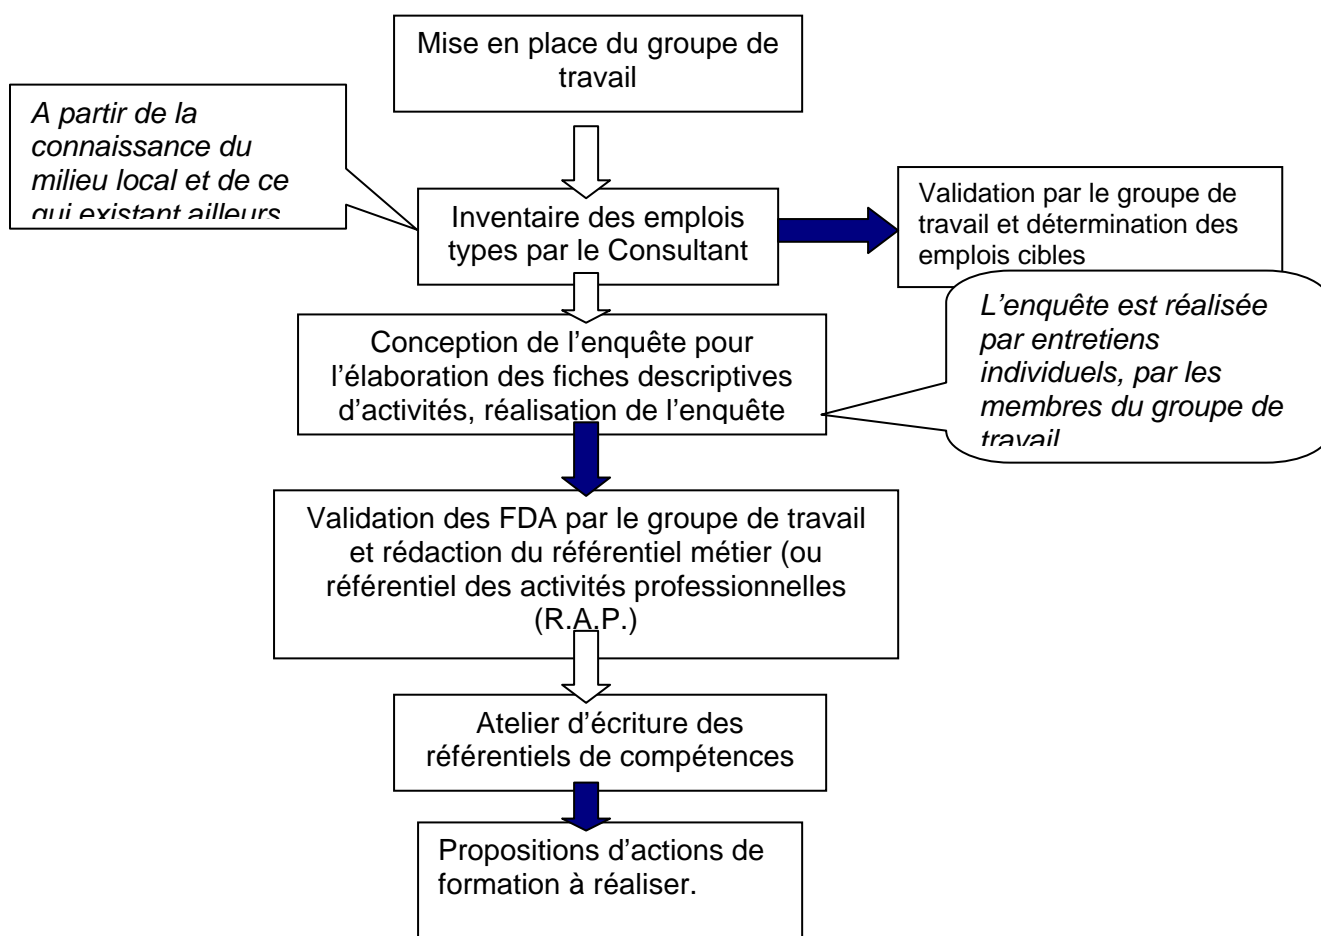 Mise en place du groupe de
travail
A partir de la
connaissance du
milieu local et de ce
qui existant ailleurs
Inventaire des emplois
types par le Consultant
Validation par le groupe de
travail et détermination des
emplois cibles
Conception de l’enquête pour
l’élaboration des fiches descriptives
d’activités, réalisation de l’enquête
L’enquête est réalisée
par entretiens
individuels, par les
membres du groupe de
travail
Validation des FDA par le groupe de travail
et rédaction du référentiel métier (ou
référentiel des activités professionnelles
(R.A.P.)
Atelier d’écriture des
référentiels de compétences
Propositions d’actions de
formation à réaliser.